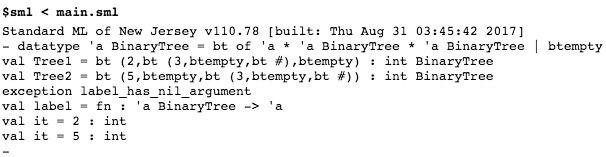 $sml < main.sml
Standard ML of New Jersey v110.78 [built: Thu Aug 31 03:45:42 2017]
- datatype 'a BinaryTree = bt of 'a * 'a BinaryTree * 'a BinaryTree | btempty
val Tree1 = bt (2,bt (3,btempty,bt #),btempty) : int BinaryTree
val Tree2 = bt (5,btempty,bt (3,btempty,bt #)) : int BinaryTree
exception label_has_nil_argument
val label = fn : 'a BinaryTree -> 'a
val it = 2 : int
val it = 5 : int
-